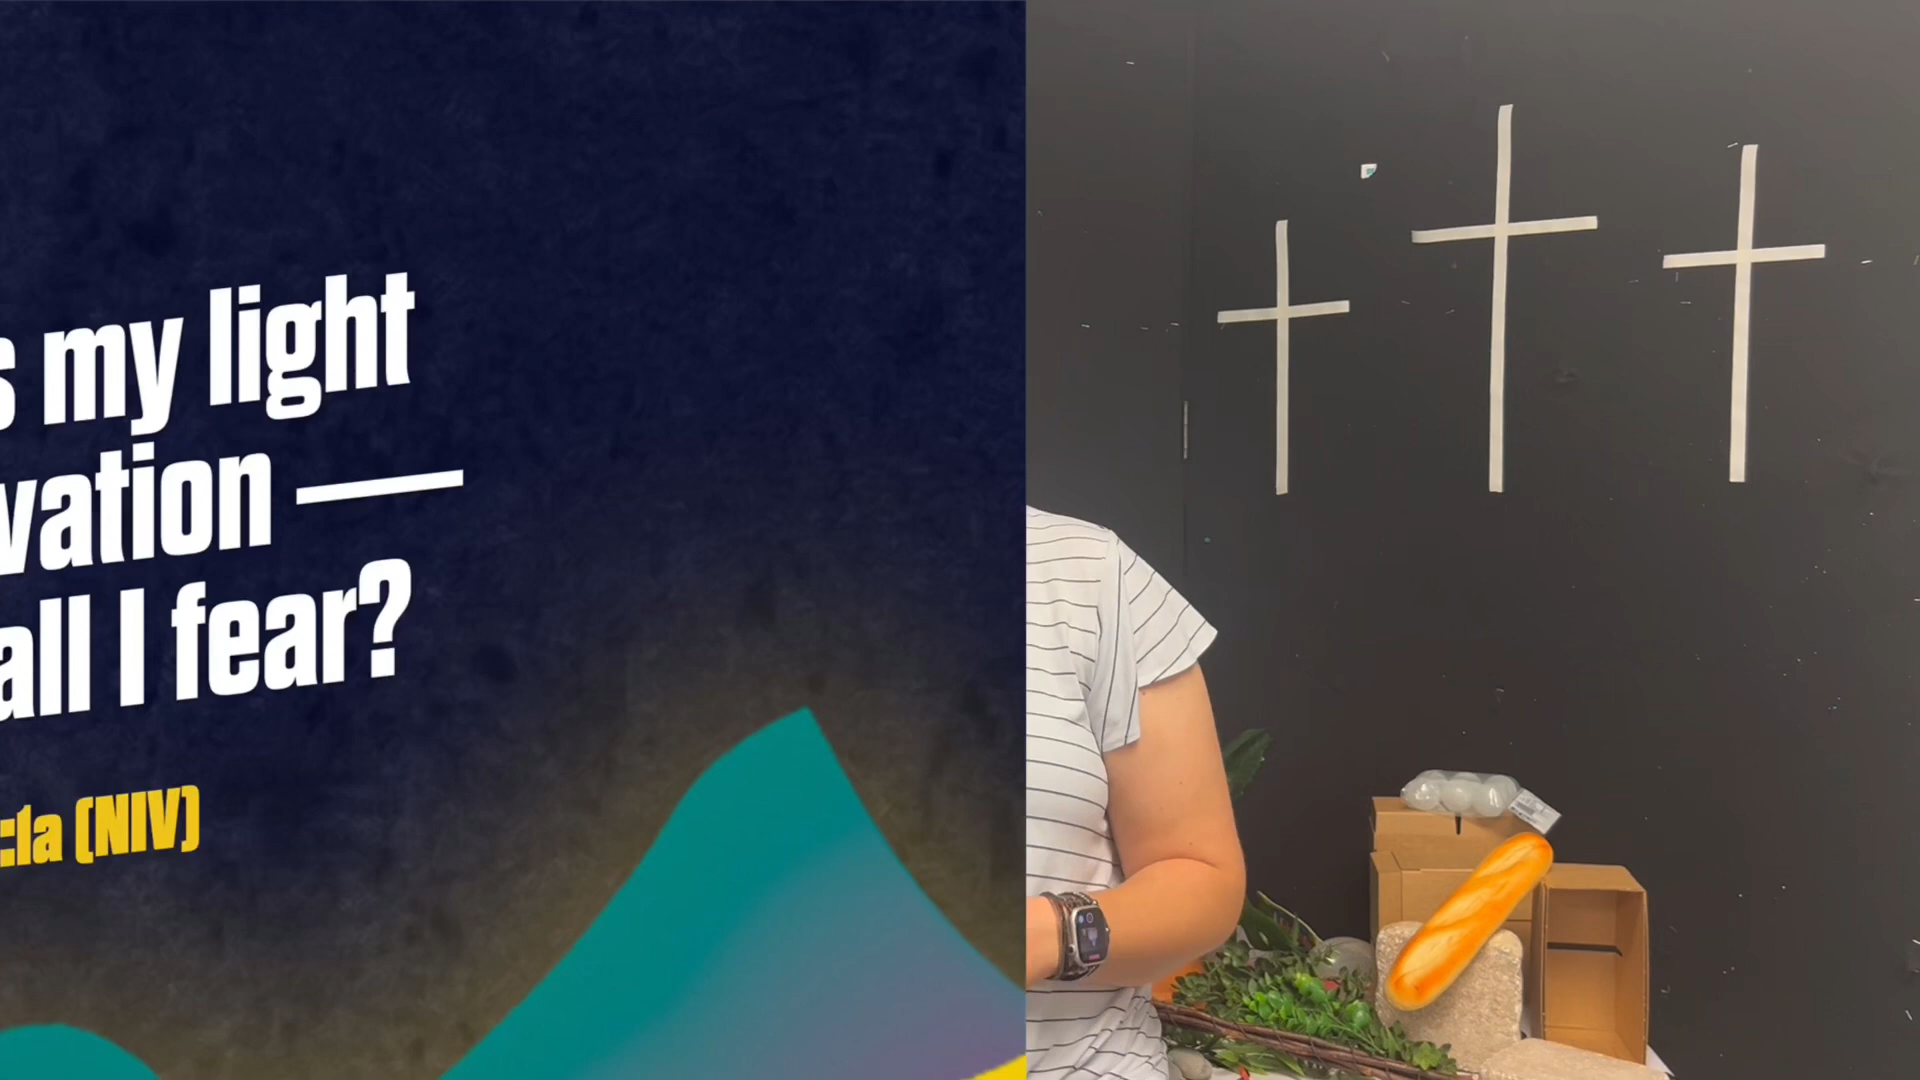 s my light
vation —
all I fear?
:1a (NIV)